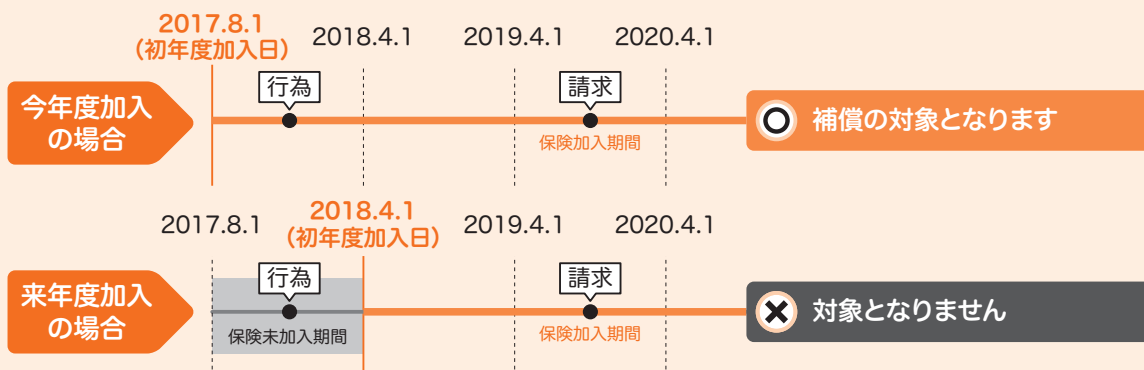 2017.8.1
(初年度加入日)
2018.4.1
2019.4.1
2020.4.1
今年度加入
の場合
行為
請求
保険加入期間
補償の対象となります
2017.8.1
2018.4.1
(初年度加入日)
2019.4.1
2020.4.1
来年度加入
の場合
行為
保険未加入期間
請求
保険加入期間
対象となりません